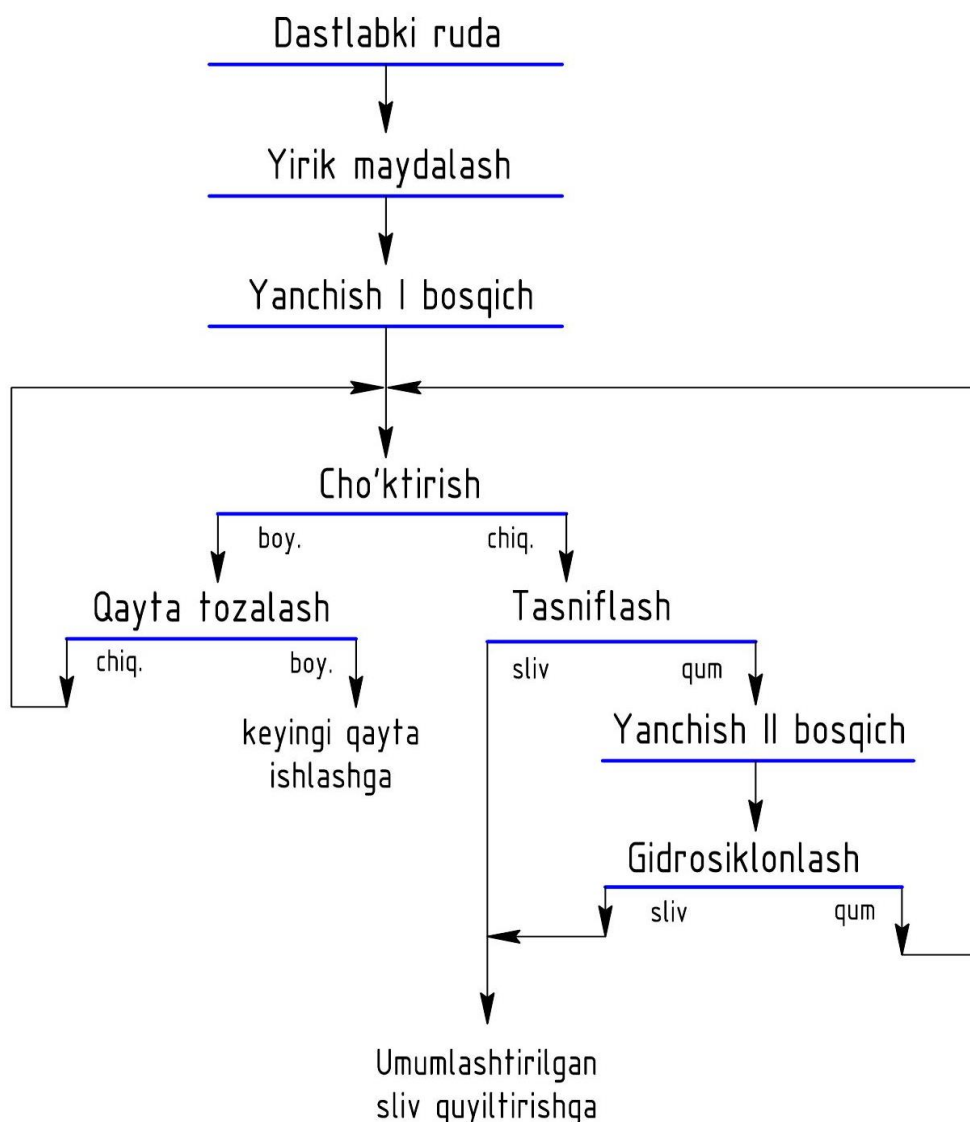 Dastlabki ruda
Yirik maydalash
Yanchish I bosqich
Cho'ktirish
boy.
chiq.
Qayta tozalash
Tasniflash
chiq.
boy.
sliv
qum
keyingi qayta
ishlashga
Yanchish II bosqich
Gidrosiklonlash
sliv
qum
Umumlashtirilgan
sliv quyiltirishga